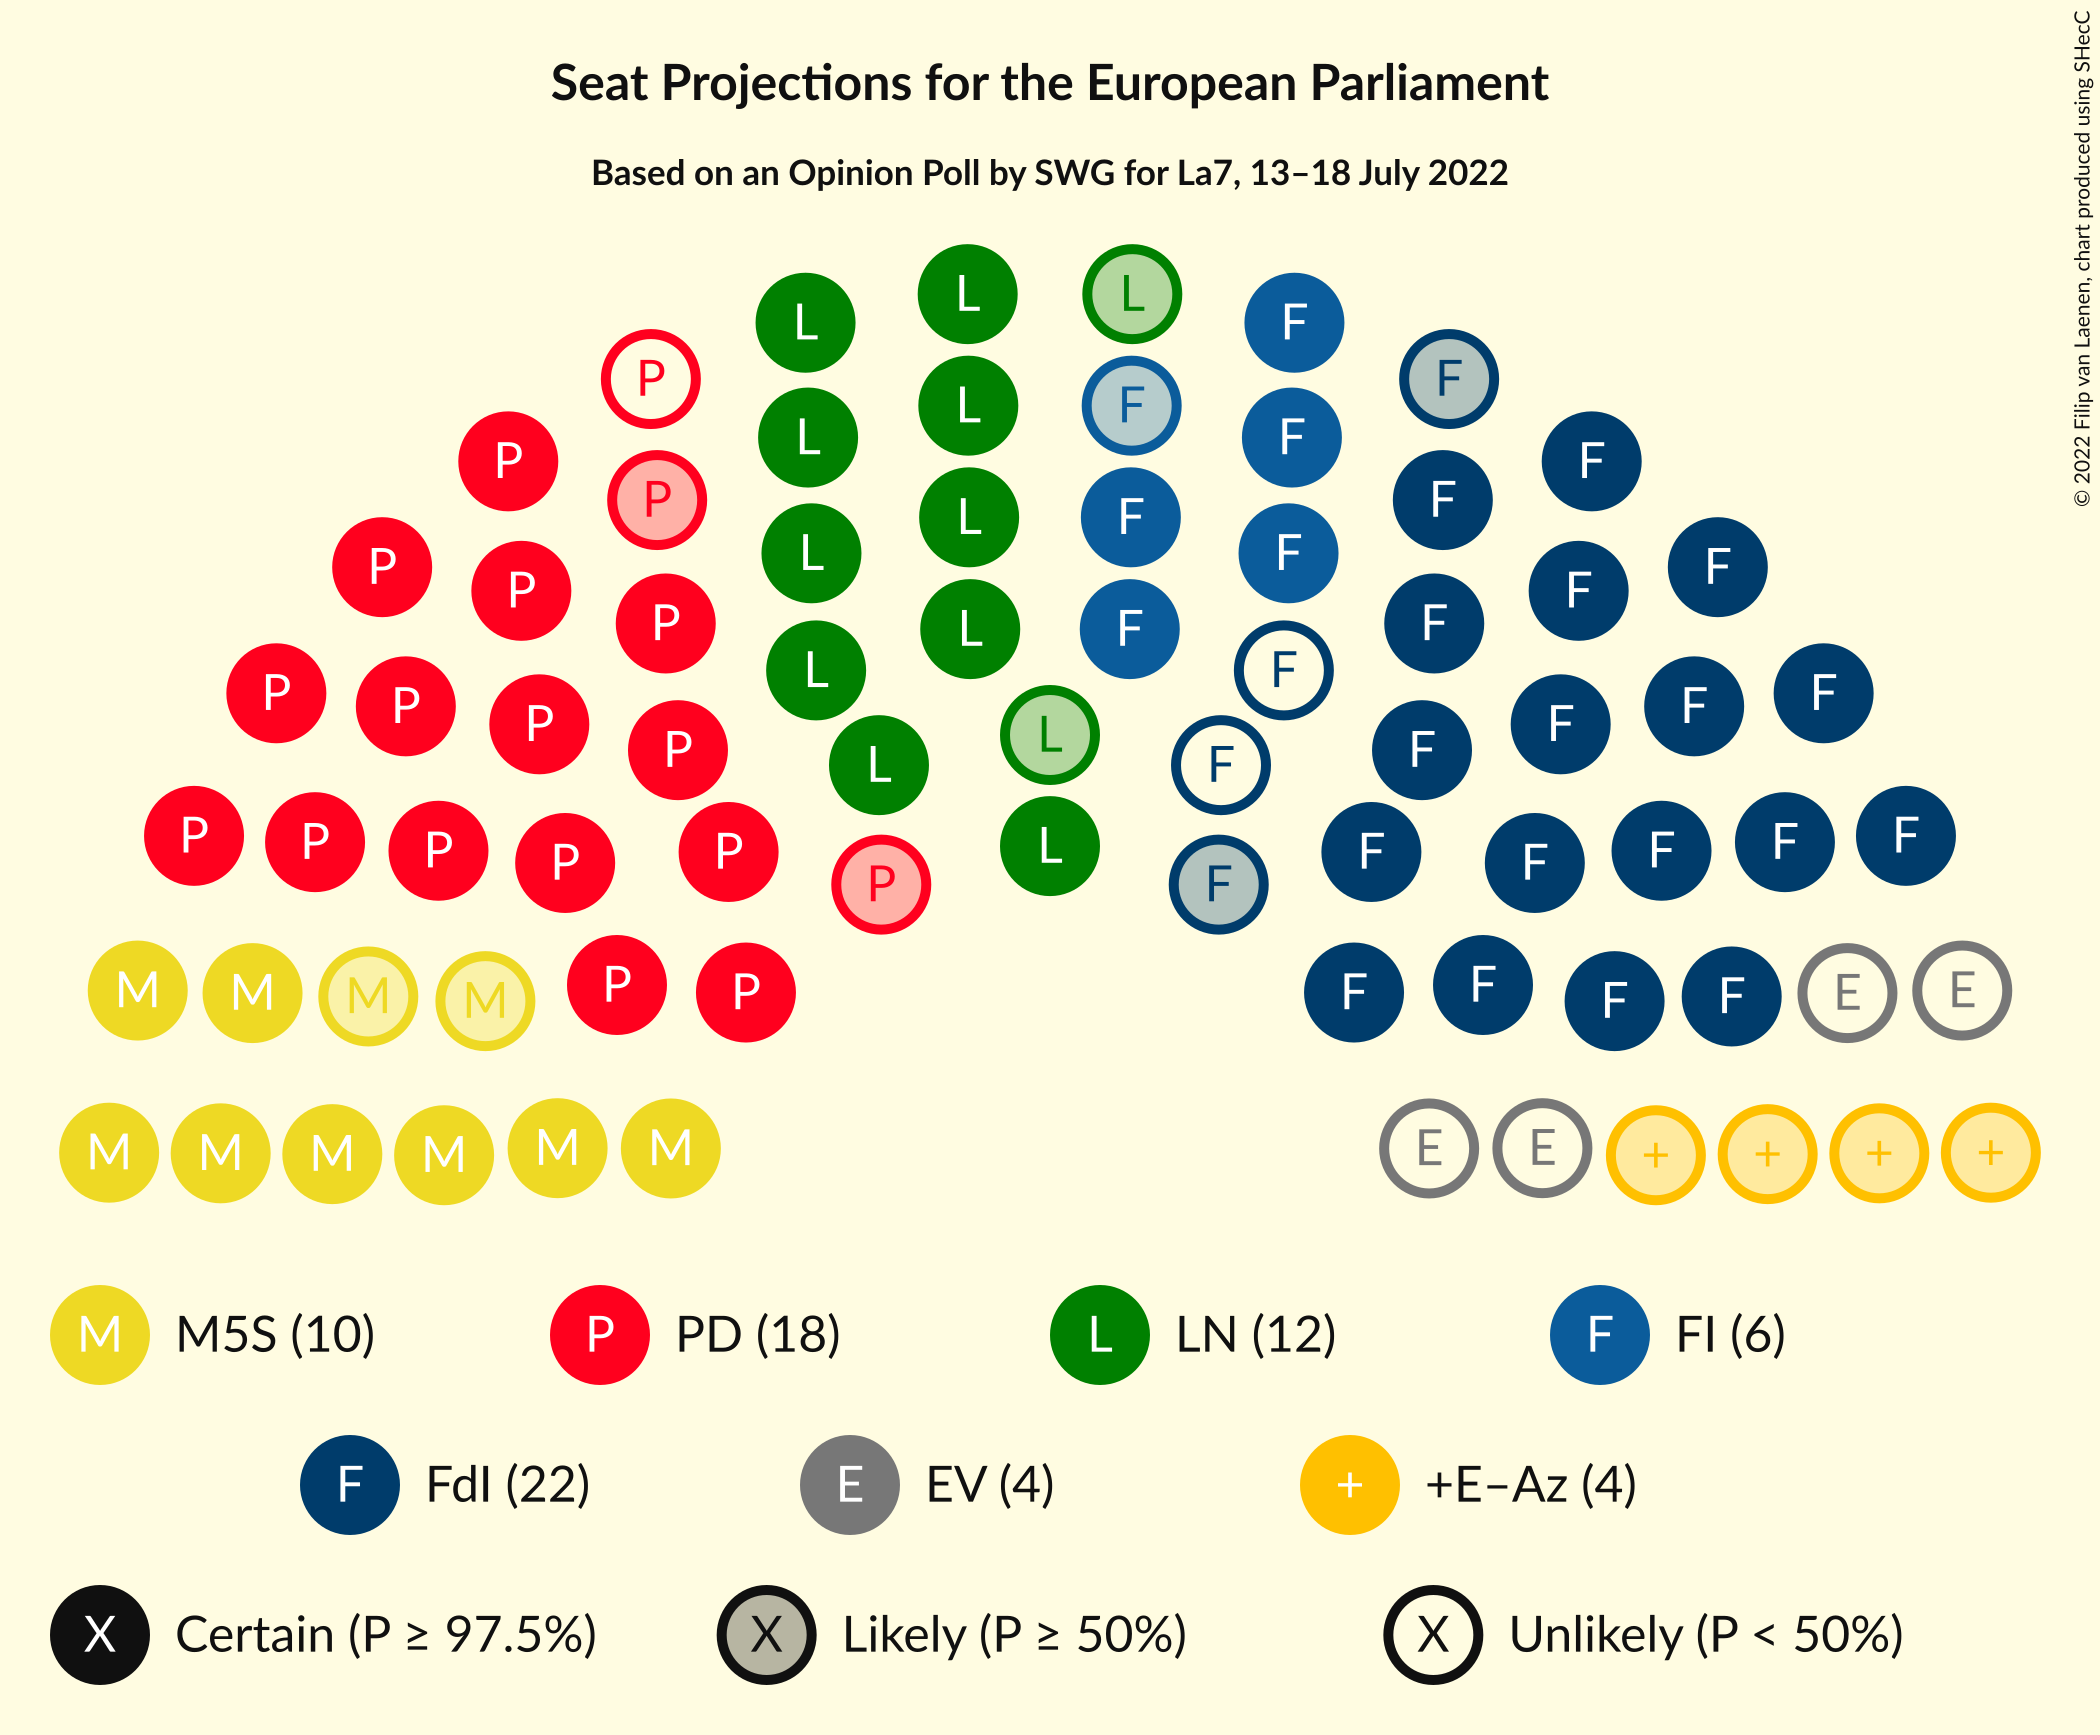 Seat Projections for the European Parliament
Based on an Opinion Poll by SWG for La7, 13–18 July 2022
© 2022 Filip van Laenen, chart produced using SHecC
L L
L F
P L L F F
P P L L F F F
P P P L L F F F F F
P P P P L L F F F F F F
P P P P P P L L L F F F F F F F
M M M M P P F F F F E E
M M M M M M E E + + + +
M M5S (10) P PD (18) L LN (12) F FI (6)
F FdI (22) E EV (4) + +E–Az (4)
X Certain (P ≥ 97.5%) X Likely (P ≥ 50%) X Unlikely (P < 50%)